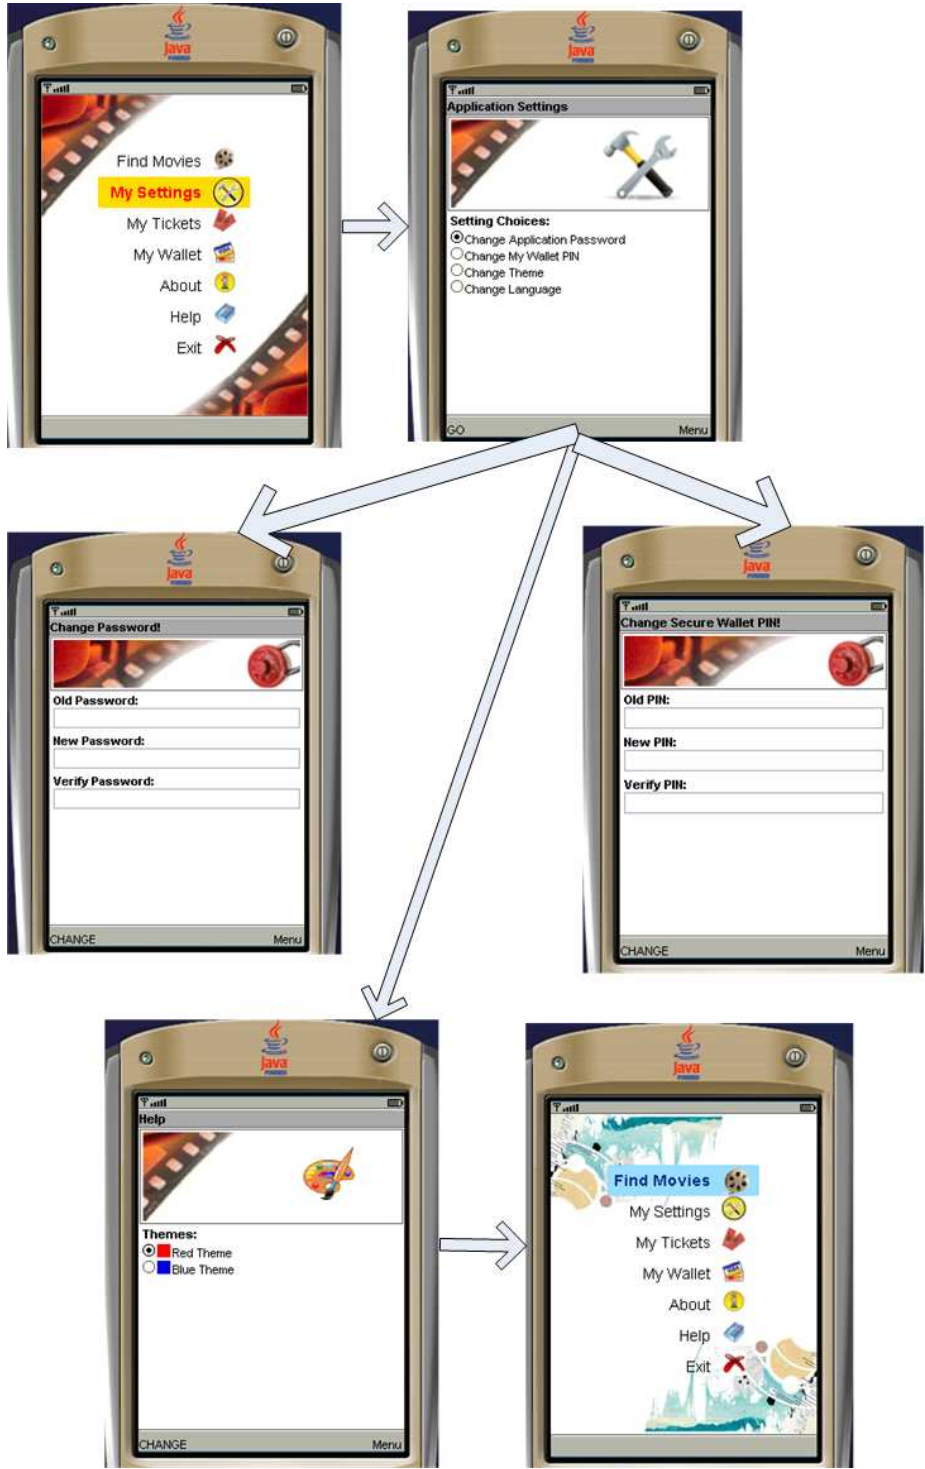 Java
Find Movies
My Settings
My Tickets
My Wallet
About
Help
Exit
Java
Application Settings
Setting Choices:
Change Application Password
Change My Wallet PIN
Change Theme
Change Language
GO Menu
Java
Change Password!
Old Password:
New Password:
Verify Password:
CHANGE Menu
Java
Change Secure Wallet PIN!
Old PIN:
New PIN:
Verify PIN:
CHANGE Menu
Java
Help
Themes:
Red Theme
Blue Theme
CHANGE Menu
Java
Find Movies
My Settings
My Tickets
My Wallet
About
Help
Exit